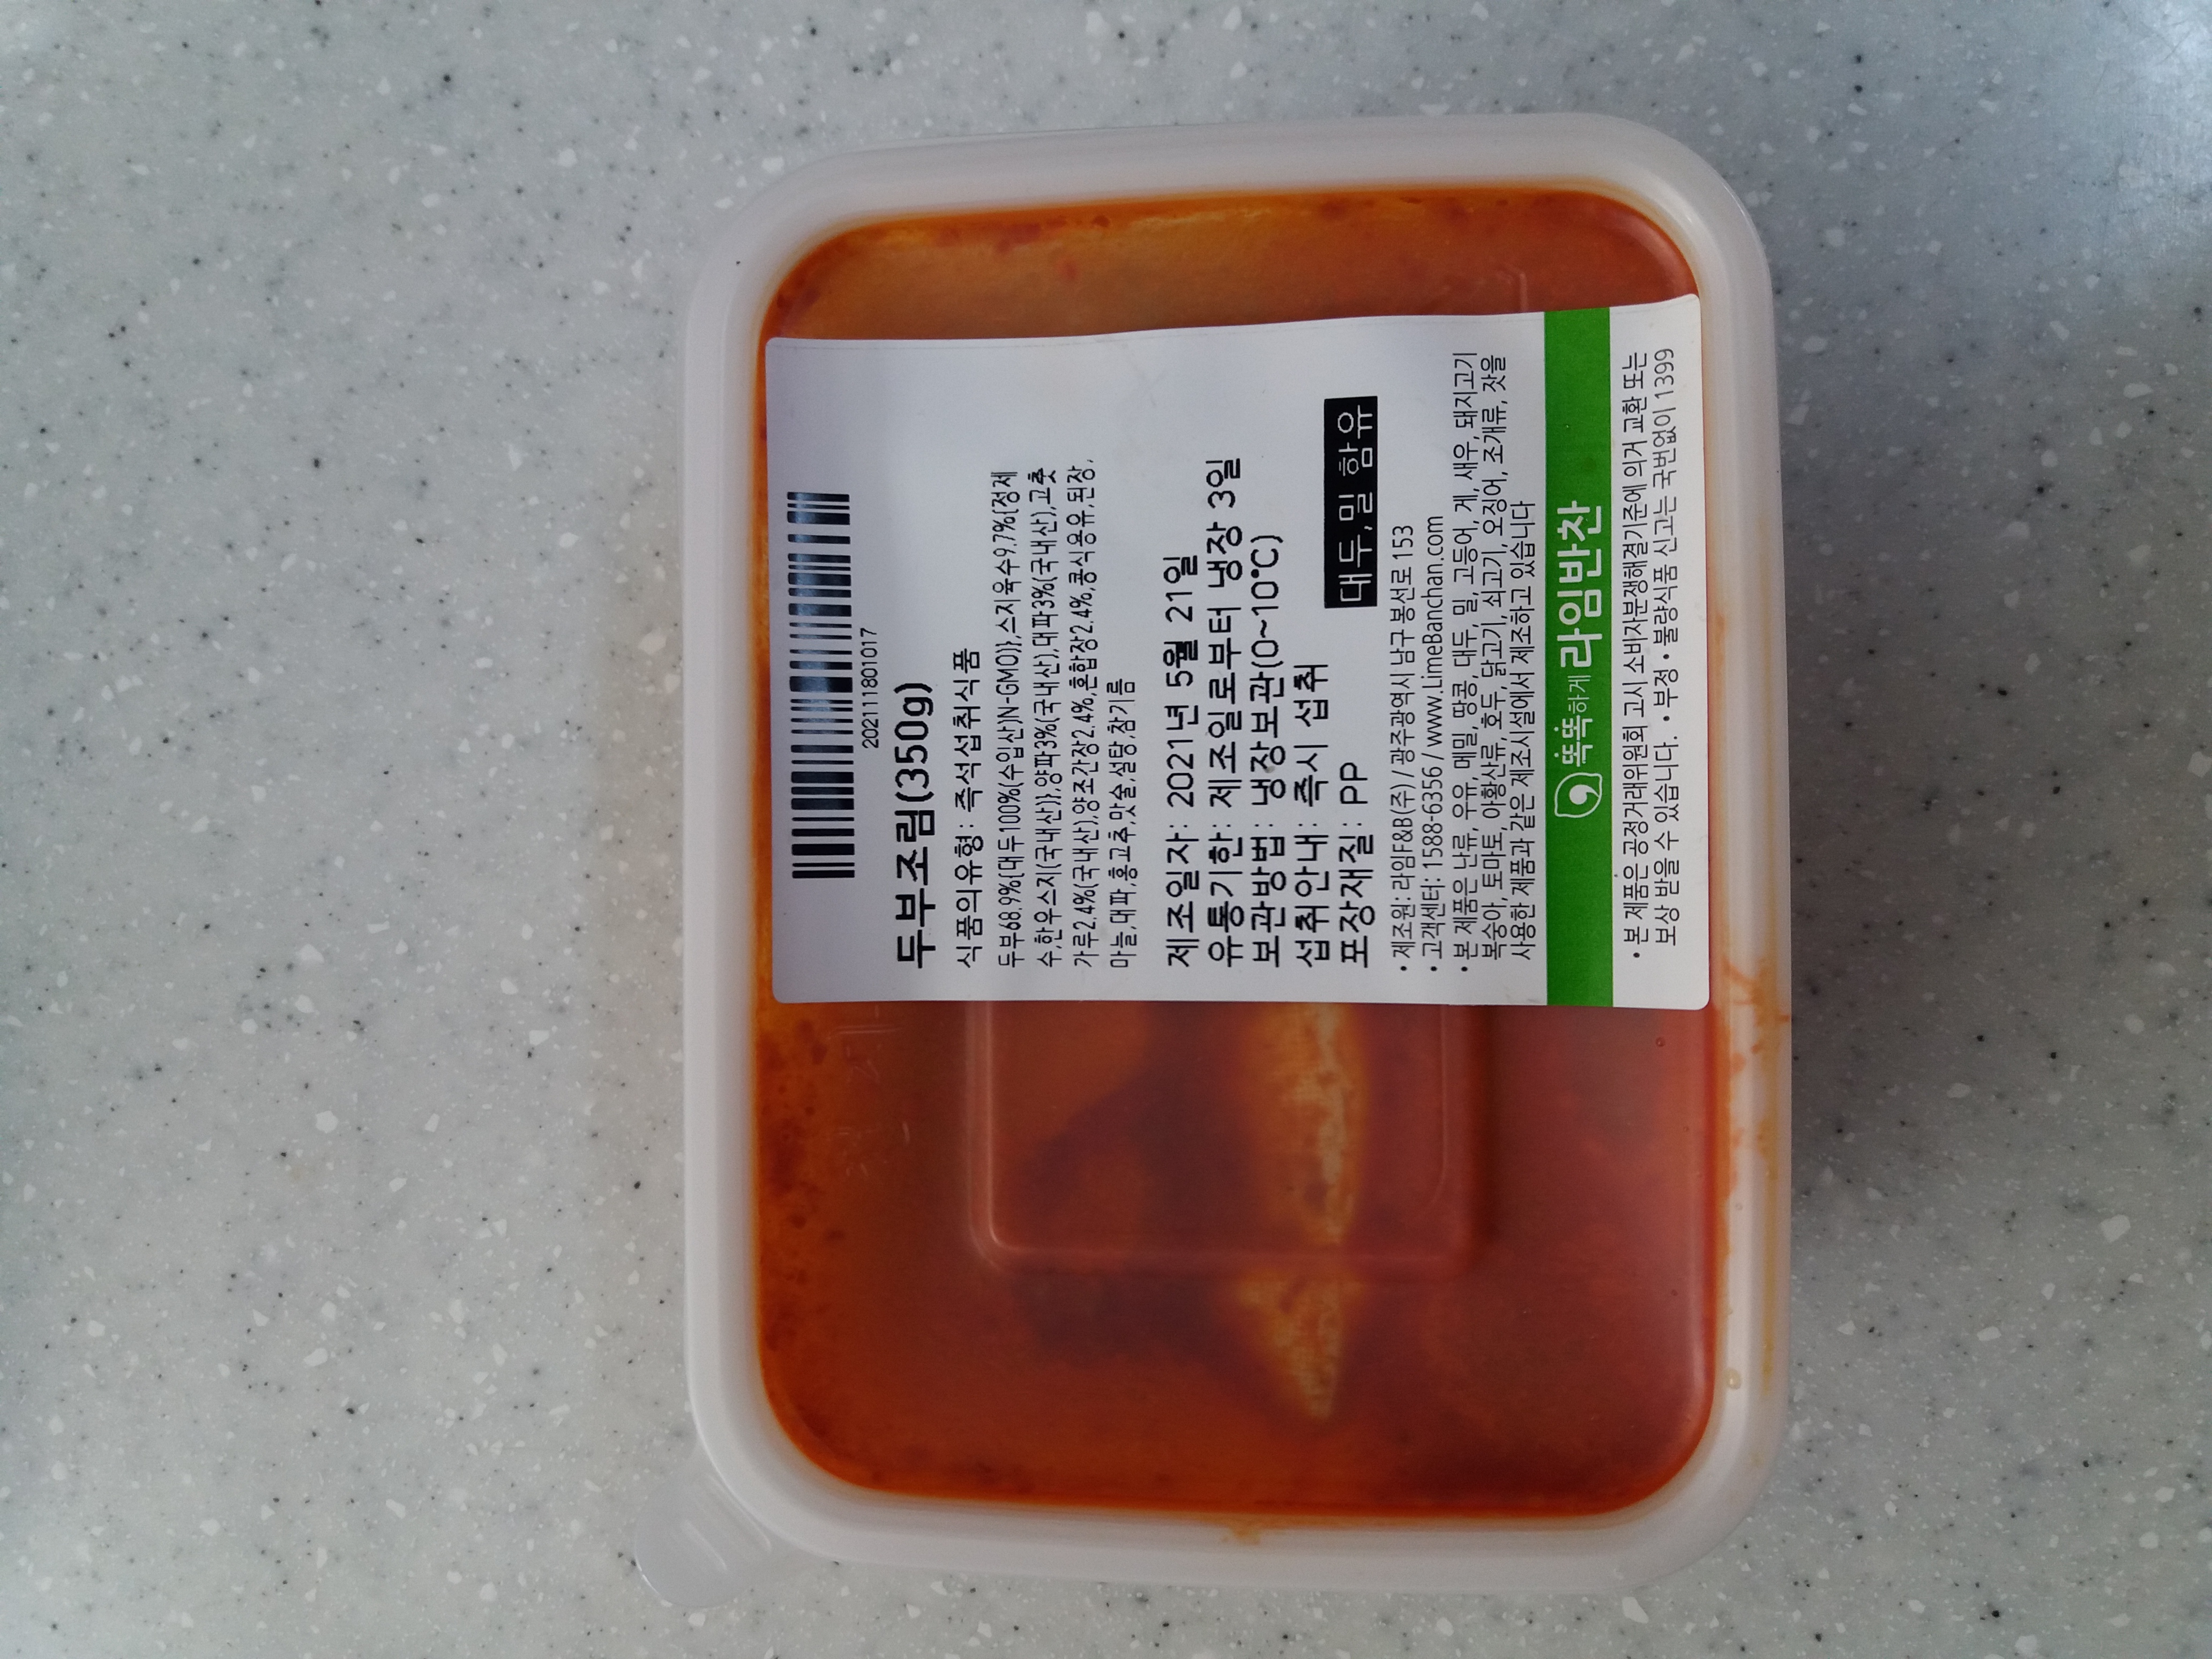 2021118010​17
두부조림(350g)
식품의유형: 즉석섭취식품
두부68.9%{대두100%(수입산)N-GMO)},스지육수9.7%{정제
수,한우스지(국내산)},양파3%(국내산),대파3%(국내산),고춧
가루2.4%(국내산),양조간장2.4%,혼합장2.4%,콩식용유,된장,
마늘,대파,홍고추,맛술,설탕,참기름
제조일자: 2021년 5월 21일
유통기한: 제조일로부터 냉장 3일
보관방법: 냉장보관(0~10℃)
섭취안내: 즉시 섭취
포장재질: PP
대두,밀 함유
• 제조원: 라임F&B(주) / 광주광역시 남구 봉선로 153
• 고객센터: 1588-6356 / www.LimeBanchan.com
• 본 제품은 난류, 우유, 메밀, 땅콩, 대두, 밀, 고등어, 게, 새우, 돼지고기
복숭아, 토마토, 아황산류, 호두, 닭고기, 쇠고기, 오징어, 조개류, 잣을
사용한 제품과 같은 제조시설에서 제조하고 있습니다
똑똑하게 라임반찬
• 본 제품은 공정거래위원회 고시 소비자분쟁해결기준에 의거 교환 또는
보상 받을 수 있습니다. • 부정 • 불량식품 신고는 국번없이 1399